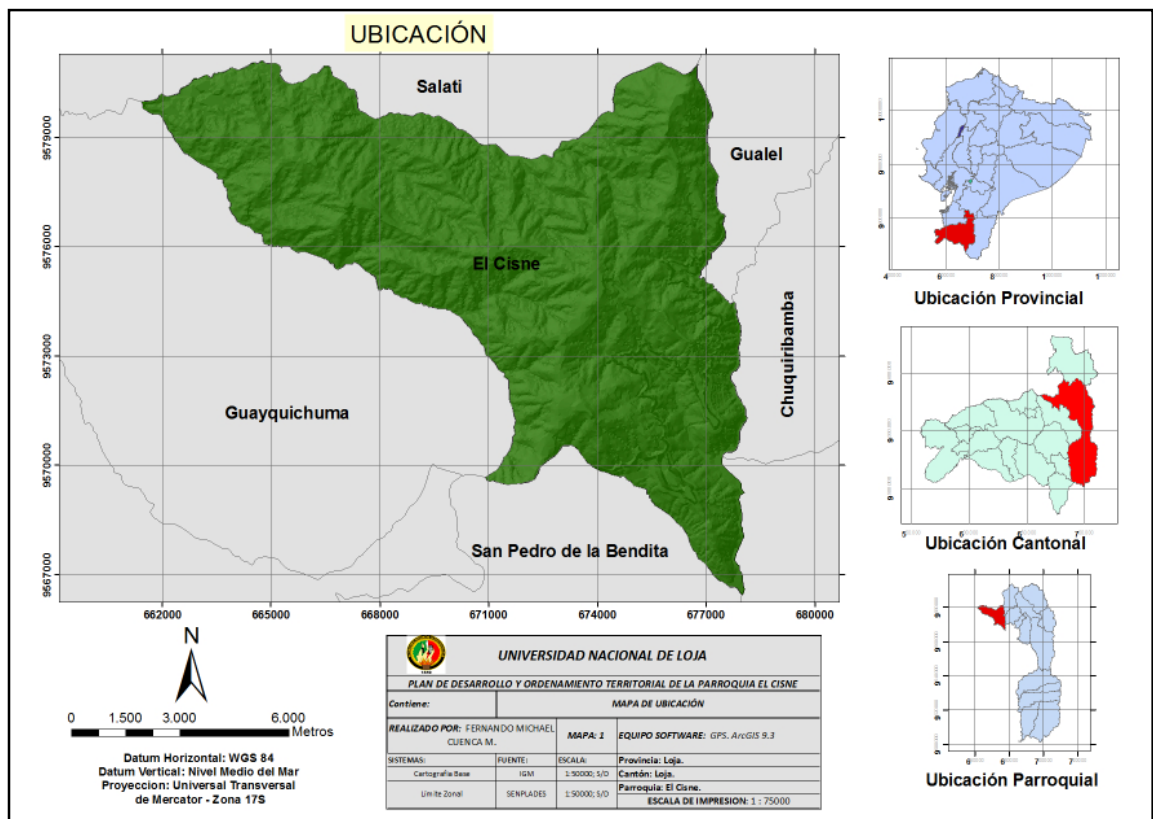 UBICACIÓN
Salati
Gualel
El Cisne
Chuquiribamba
Guayquichuma
San Pedro de la Bendita
9579000
9576000
9573000
9570000
9567000
662000
665000
668000
671000
674000
677000
680000
Ubicación Provincial
Ubicación Cantonal
Ubicación Parroquial
N
0 1.500 3.000 6.000
Metros
Datum Horizontal: WGS 84
Datum Vertical: Nivel Medio del Mar
Proyeccion: Universal Transversal
de Mercator - Zona 17S
UNIVERSIDAD NACIONAL DE LOJA
PLAN DE DESARROLLO Y ORDENAMIENTO TERRITORIAL DE LA PARROQUIA EL CISNE
Contiene: MAPA DE UBICACIÓN
REALIZADO POR: FERNANDO MICHAEL
CUENCA M.
MAPA: 1
EQUIPO SOFTWARE: GPS. ArcGIS 9.3
SISTEMAS: FUENTE: ESCALA: Provincia: Loja.
Cartografía Base IGM 1:50000; S/D Cantón: Loja.
Limite Zonal SENPLADES 1:50000; S/D Parroquia: El Cisne.
ESCALA DE IMPRESION: 1 : 75000